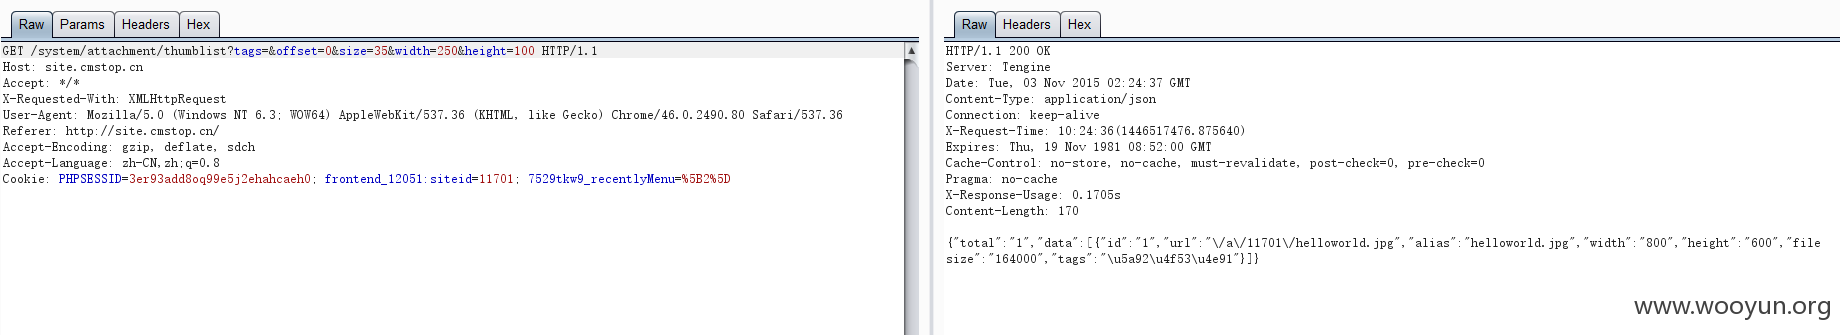 Raw Params Headers Hex
GET /system/attachment/thumblist?tags=&offset=0&size=35&width=250&height=100 HTTP/1.1
Host: site.cmstop.cn
Accept: */*
X-Requested-With: XMLHttpRequest
User-Agent: Mozilla/5.0 (Windows NT 6.3; WOW64) AppleWebKit/537.36 (KHTML, like Gecko) Chrome/46.0.2490.80 Safari/537.36
Referer: http://site.cmstop.cn/
Accept-Encoding: gzip, deflate, sdch
Accept-Language: zh-CN,zh;q=0.8
Cookie: PHPSESSID=3er93add8oq99e5j2ehahcaeh0; frontend_12051:siteid=11701; 7529tkw9_recentlyMenu=%5B2%5D
Raw Headers Hex
HTTP/1.1 200 OK
Server: Tengine
Date: Tue, 03 Nov 2015 02:24:37 GMT
Content-Type: application/json
Connection: keep-alive
X-Request-Time: 10:24:36(1446517476.875640)
Expires: Thu, 19 Nov 1981 08:52:00 GMT
Cache-Control: no-store, no-cache, must-revalidate, post-check=0, pre-check=0
Pragma: no-cache
X-Response-Usage: 0.1705s
Content-Length: 170
{"total":"1","data":[{"id":"1","url":"\/a\/11701\/helloworld.jpg","alias":"helloworld.jpg","width":"800","height":"600","file
size":"164000","tags":"\u5a92\u4f53\u4e91"}]}
www.wooyun.org